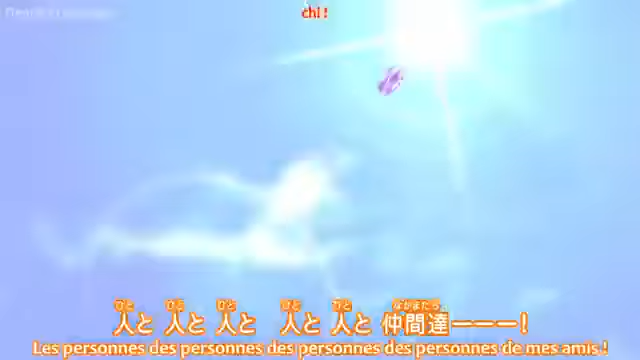 chi !
人と 人と 人と 人と 人と 仲間達ーーー!
Les personnes des personnes des personnes des personnes de mes amis !